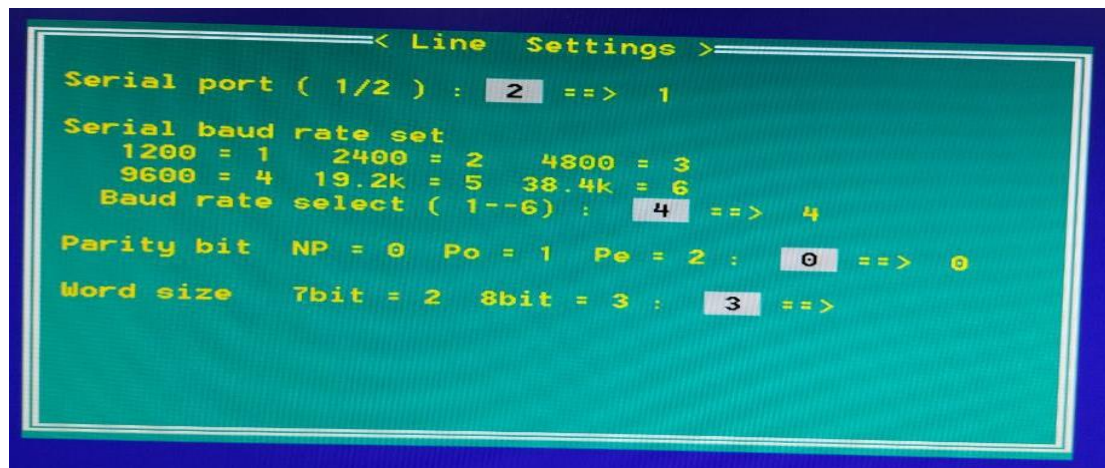 < Line Settings >
Serial port ( 1/2 ) : 2 ==> 1
Serial baud rate set
1200 = 1 2400 = 2 4800 = 3
9600 = 4 19.2k = 5 38.4k = 6
Baud rate select ( 1--6) : 4 ==> 4
Parity bit NP = 0 Po = 1 Pe = 2 : 0 ==> 0
Word size 7bit = 2 8bit = 3 : 3 ==>